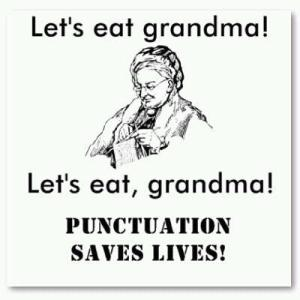 Let's eat grandma!
Let's eat, grandma!
PUNCTUATION
SAVES LIVES!